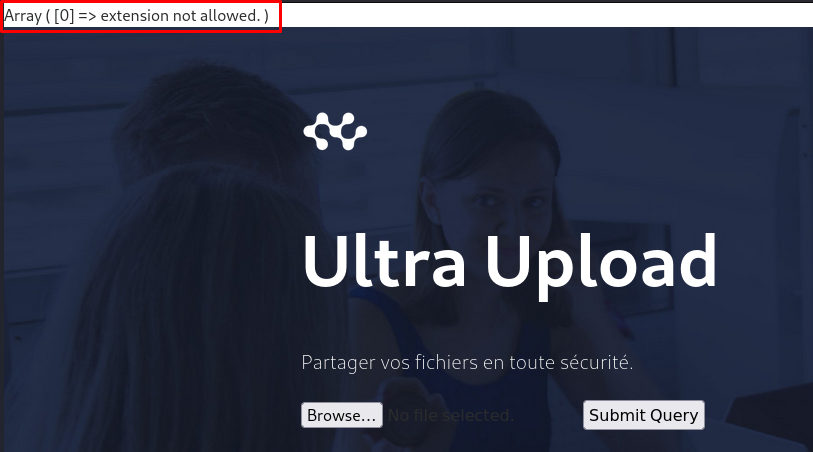 Array ( [0] => extension not allowed. )
Ultra Upload
Partager vos fichiers en toute sécurité.
Browse... No file selected. Submit Query